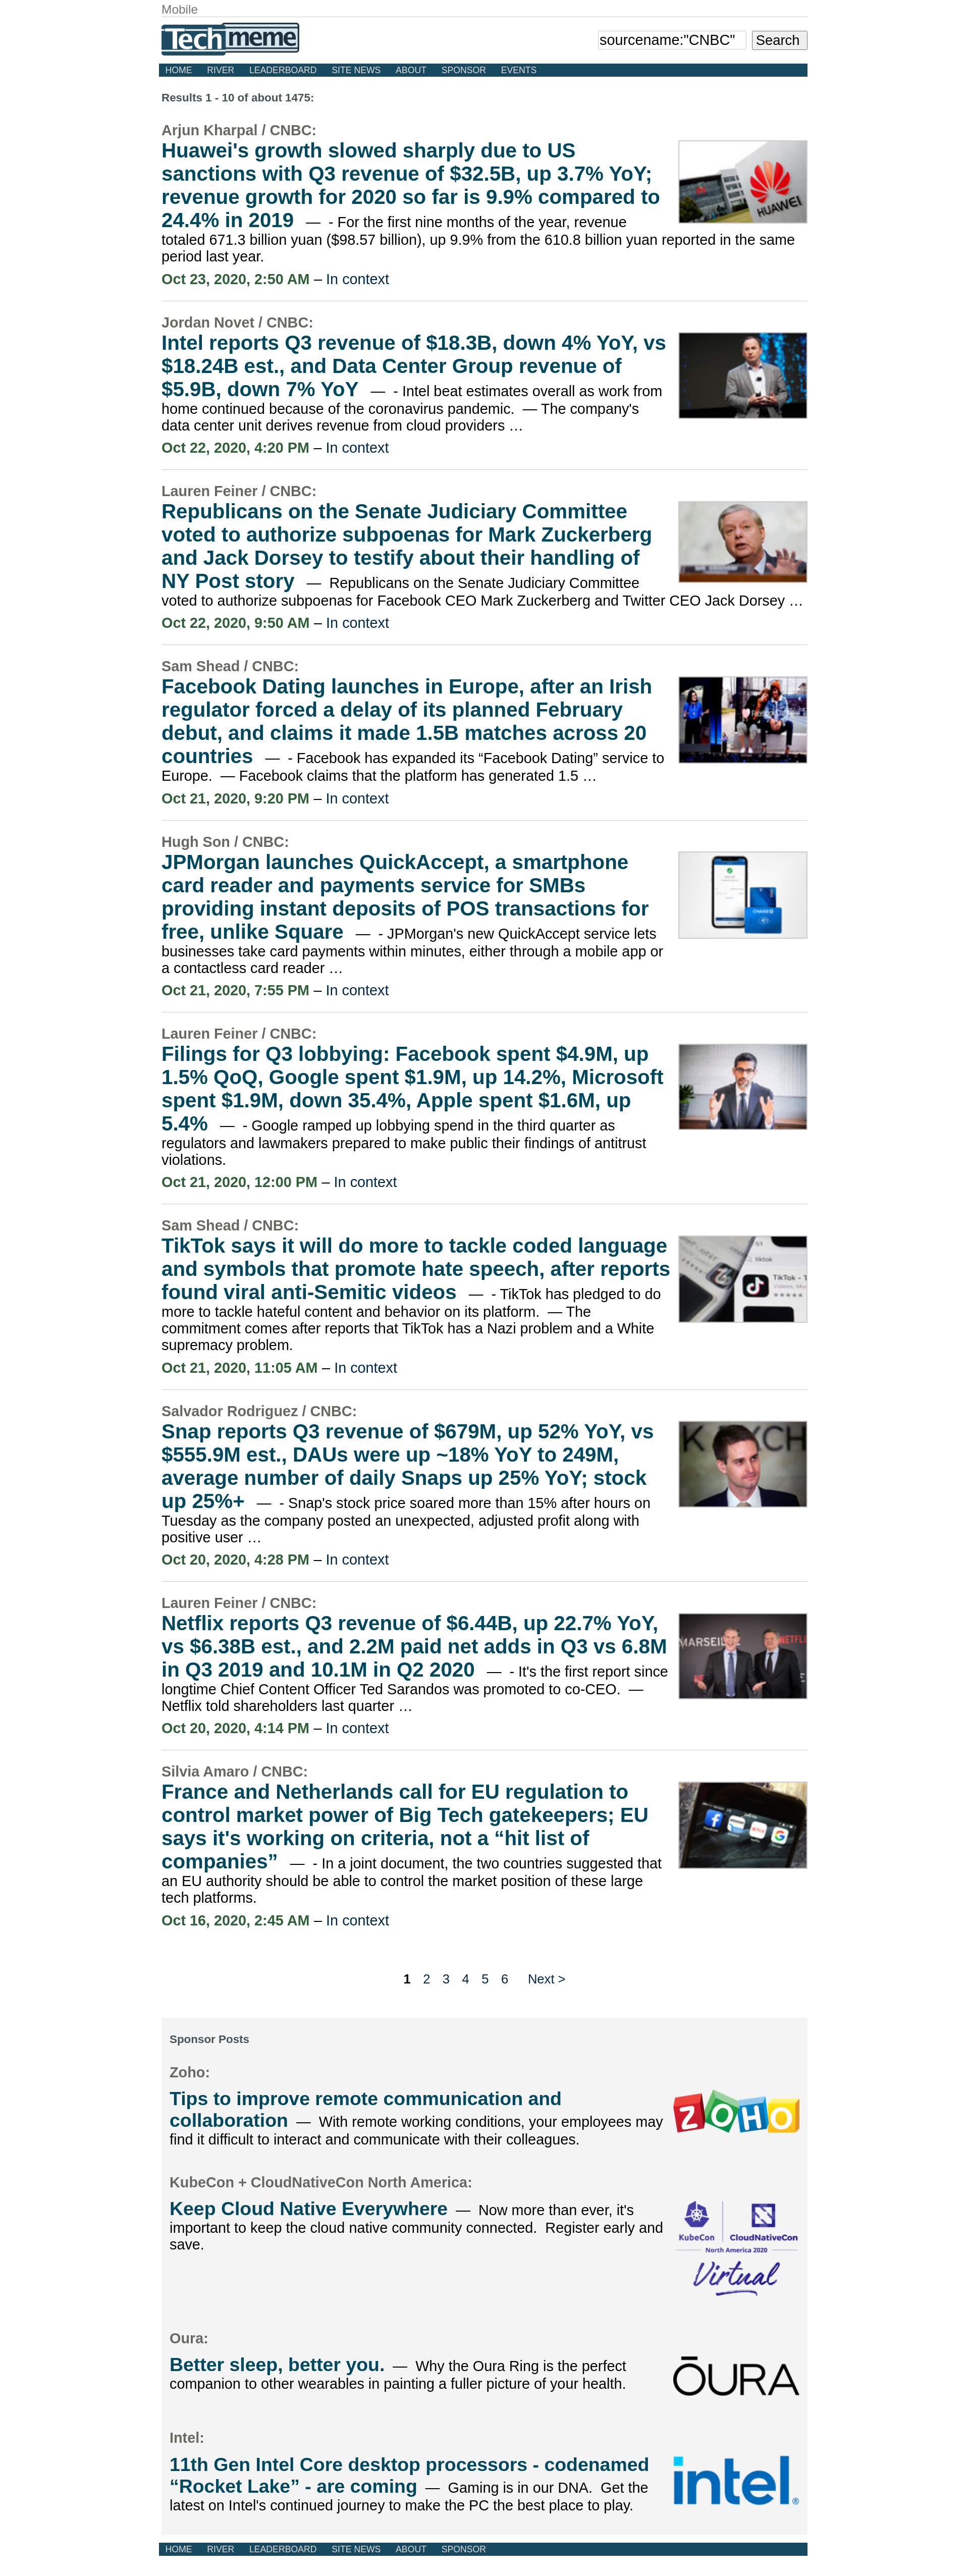 Mobile
Techmeme
sourcename:"CNBC"
Search
HOME RIVER LEADERBOARD SITE NEWS ABOUT SPONSOR EVENTS
Results 1 - 10 of about 1475:
Arjun Kharpal / CNBC:
Huawei's growth slowed sharply due to US
sanctions with Q3 revenue of $32.5B, up 3.7% YoY;
revenue growth for 2020 so far is 9.9% compared to
24.4% in 2019 — - For the first nine months of the year, revenue
totaled 671.3 billion yuan ($98.57 billion), up 9.9% from the 610.8 billion yuan reported in the same
period last year.
HUAWEI
Oct 23, 2020, 2:50 AM – In context
Jordan Novet / CNBC:
Intel reports Q3 revenue of $18.3B, down 4% YoY, vs
$18.24B est., and Data Center Group revenue of
$5.9B, down 7% YoY — - Intel beat estimates overall as work from
home continued because of the coronavirus pandemic. — The company's
data center unit derives revenue from cloud providers …
Oct 22, 2020, 4:20 PM – In context
Lauren Feiner / CNBC:
Republicans on the Senate Judiciary Committee
voted to authorize subpoenas for Mark Zuckerberg
and Jack Dorsey to testify about their handling of
NY Post story — Republicans on the Senate Judiciary Committee
voted to authorize subpoenas for Facebook CEO Mark Zuckerberg and Twitter CEO Jack Dorsey …
Oct 22, 2020, 9:50 AM – In context
Sam Shead / CNBC:
Facebook Dating launches in Europe, after an Irish
regulator forced a delay of its planned February
debut, and claims it made 1.5B matches across 20
countries — - Facebook has expanded its “Facebook Dating” service to
Europe. — Facebook claims that the platform has generated 1.5 …
Oct 21, 2020, 9:20 PM – In context
Hugh Son / CNBC:
JPMorgan launches QuickAccept, a smartphone
card reader and payments service for SMBs
providing instant deposits of POS transactions for
free, unlike Square — - JPMorgan's new QuickAccept service lets
businesses take card payments within minutes, either through a mobile app or
a contactless card reader …
Oct 21, 2020, 7:55 PM – In context
Lauren Feiner / CNBC:
Filings for Q3 lobbying: Facebook spent $4.9M, up
1.5% QoQ, Google spent $1.9M, up 14.2%, Microsoft
spent $1.9M, down 35.4%, Apple spent $1.6M, up
5.4% — - Google ramped up lobbying spend in the third quarter as
regulators and lawmakers prepared to make public their findings of antitrust
violations.
Oct 21, 2020, 12:00 PM – In context
Sam Shead / CNBC:
TikTok says it will do more to tackle coded language
and symbols that promote hate speech, after reports
found viral anti-Semitic videos — - TikTok has pledged to do
more to tackle hateful content and behavior on its platform. — The
commitment comes after reports that TikTok has a Nazi problem and a White
supremacy problem.
Oct 21, 2020, 11:05 AM – In context
Salvador Rodriguez / CNBC:
Snap reports Q3 revenue of $679M, up 52% YoY, vs
$555.9M est., DAUs were up ~18% YoY to 249M,
average number of daily Snaps up 25% YoY; stock
up 25%+ — - Snap's stock price soared more than 15% after hours on
Tuesday as the company posted an unexpected, adjusted profit along with
positive user …
Oct 20, 2020, 4:28 PM – In context
Lauren Feiner / CNBC:
Netflix reports Q3 revenue of $6.44B, up 22.7% YoY,
vs $6.38B est., and 2.2M paid net adds in Q3 vs 6.8M
in Q3 2019 and 10.1M in Q2 2020 — - It's the first report since
longtime Chief Content Officer Ted Sarandos was promoted to co-CEO. —
Netflix told shareholders last quarter …
Oct 20, 2020, 4:14 PM – In context
Silvia Amaro / CNBC:
France and Netherlands call for EU regulation to
control market power of Big Tech gatekeepers; EU
says it's working on criteria, not a “hit list of
companies” — - In a joint document, the two countries suggested that
an EU authority should be able to control the market position of these large
tech platforms.
Oct 16, 2020, 2:45 AM – In context
1 2 3 4 5 6 Next >
Sponsor Posts
Zoho:
Tips to improve remote communication and
collaboration — With remote working conditions, your employees may
find it difficult to interact and communicate with their colleagues.
ZOHO
KubeCon + CloudNativeCon North America:
Keep Cloud Native Everywhere — Now more than ever, it's
important to keep the cloud native community connected. Register early and
save.
KubeCon CloudNativeCon
North America 2020
Virtual
Oura:
Better sleep, better you. — Why the Oura Ring is the perfect
companion to other wearables in painting a fuller picture of your health.
ŌURA
Intel:
11th Gen Intel Core desktop processors - codenamed
“Rocket Lake” - are coming — Gaming is in our DNA. Get the
latest on Intel's continued journey to make the PC the best place to play.
intel®
HOME RIVER LEADERBOARD SITE NEWS ABOUT SPONSOR